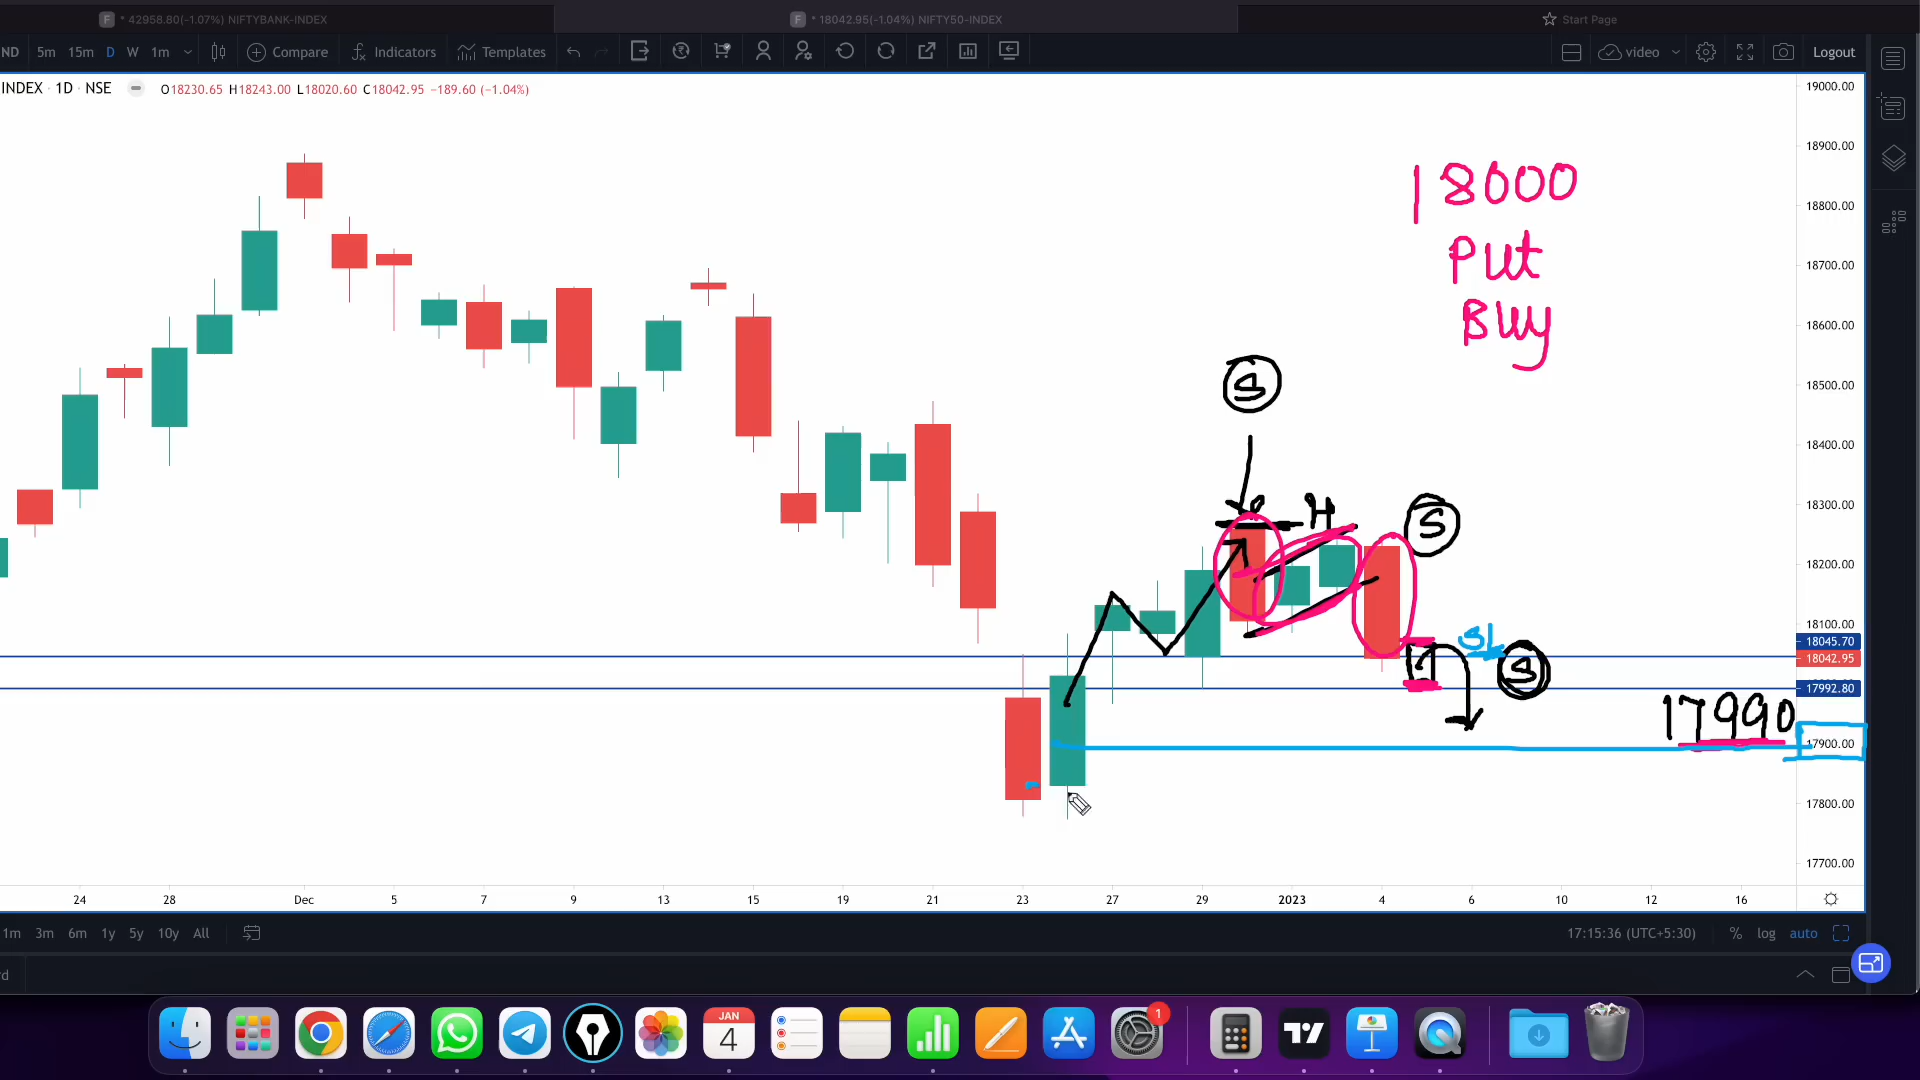 F * 42958.80(-1.07%) NIFTYBANK-INDEX
F * 18042.95(-1.04%) NIFTY50-INDEX
Start Page
ND 5m 15m D W 1m Compare Indicators Templates
video Logout
INDEX · 1D · NSE O18230.65 H18243.00 L18020.60 C18042.95 −189.60 (−1.04%)
19000.00
18900.00
18800.00
18700.00
18600.00
18500.00
18400.00
18300.00
18200.00
18100.00
18045.70
18042.95
17992.80
17900.00
17800.00
17700.00
18000
Put
Buy
S
H
S
SL
S
17990
24 28 Dec 5 7 9 13 15 19 21 23 27 29 2023 4 6 10 12 16
1m 3m 6m 1y 5y 10y All
17:15:36 (UTC+5:30) % log auto
JAN
4
1